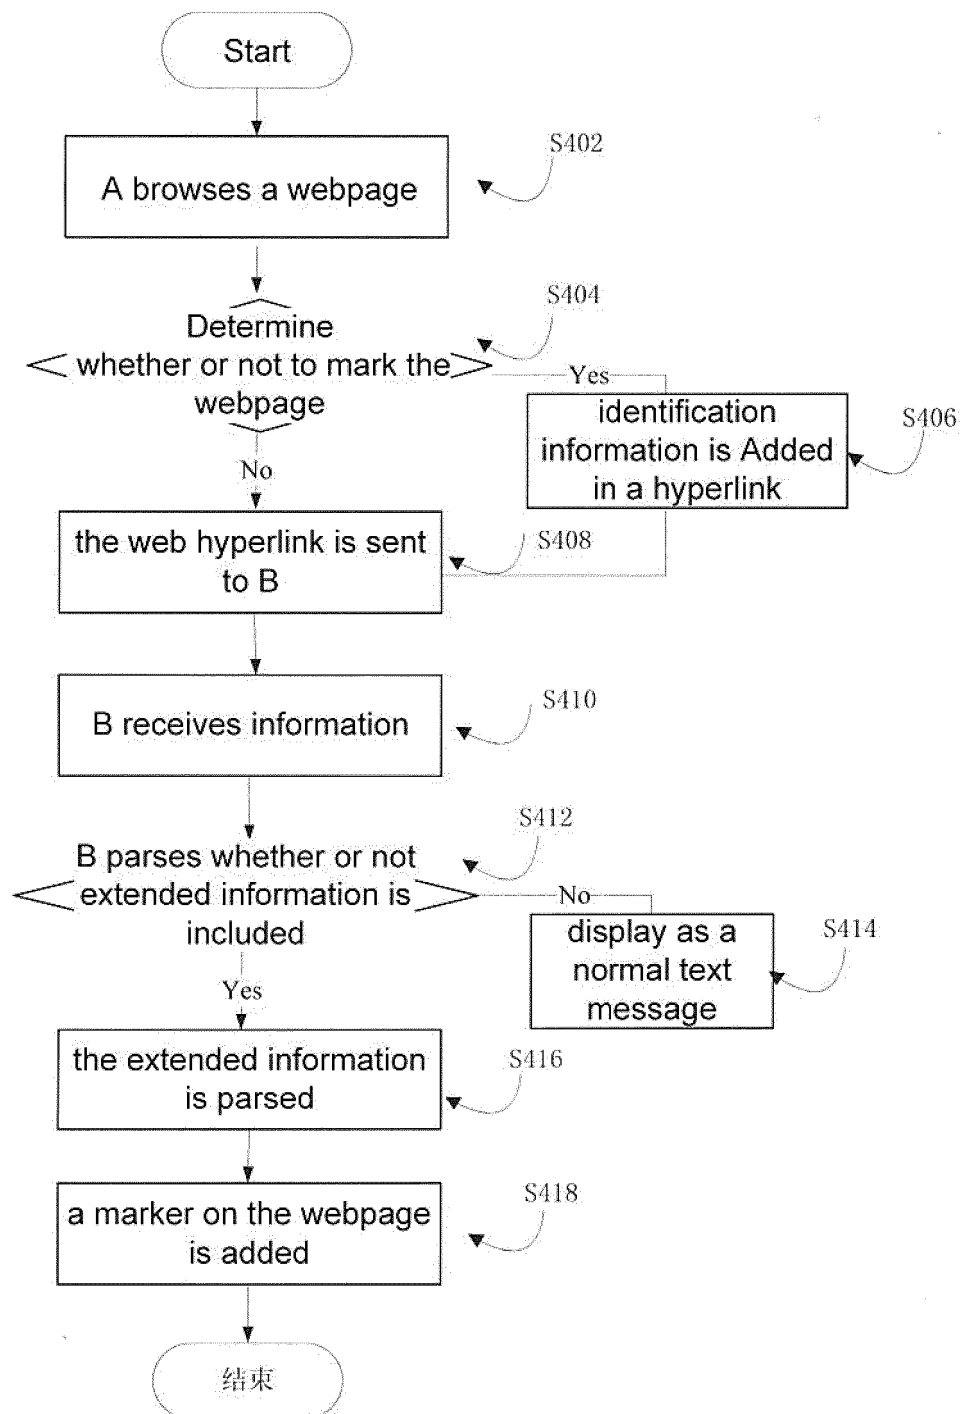 Start
S402
A browses a webpage
S404
Determine
whether or not to mark the
webpage
Yes
identification
information is Added
in a hyperlink
S406
No
the web hyperlink is sent
to B
S408
B receives information
S410
S412
B parses whether or not
extended information is
included
No
display as a
normal text
message
S414
Yes
the extended information
is parsed
S416
a marker on the webpage
is added
S418
结束